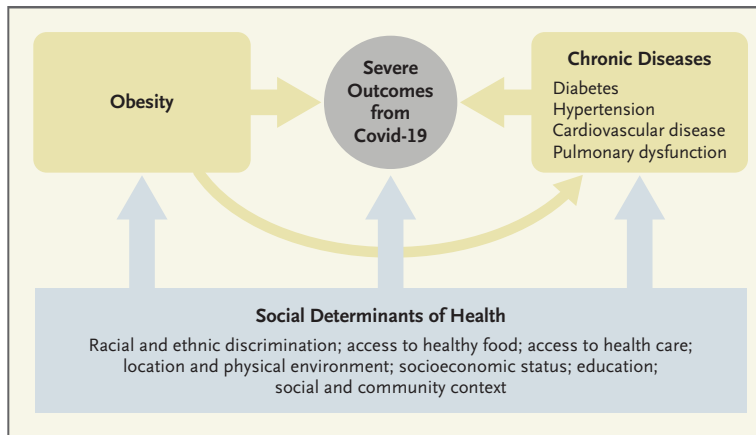 Obesity
Severe
Outcomes
from
Covid-19
Chronic Diseases
Diabetes
Hypertension
Cardiovascular disease
Pulmonary dysfunction
Social Determinants of Health
Racial and ethnic discrimination; access to healthy food; access to health care;
location and physical environment; socioeconomic status; education;
social and community context